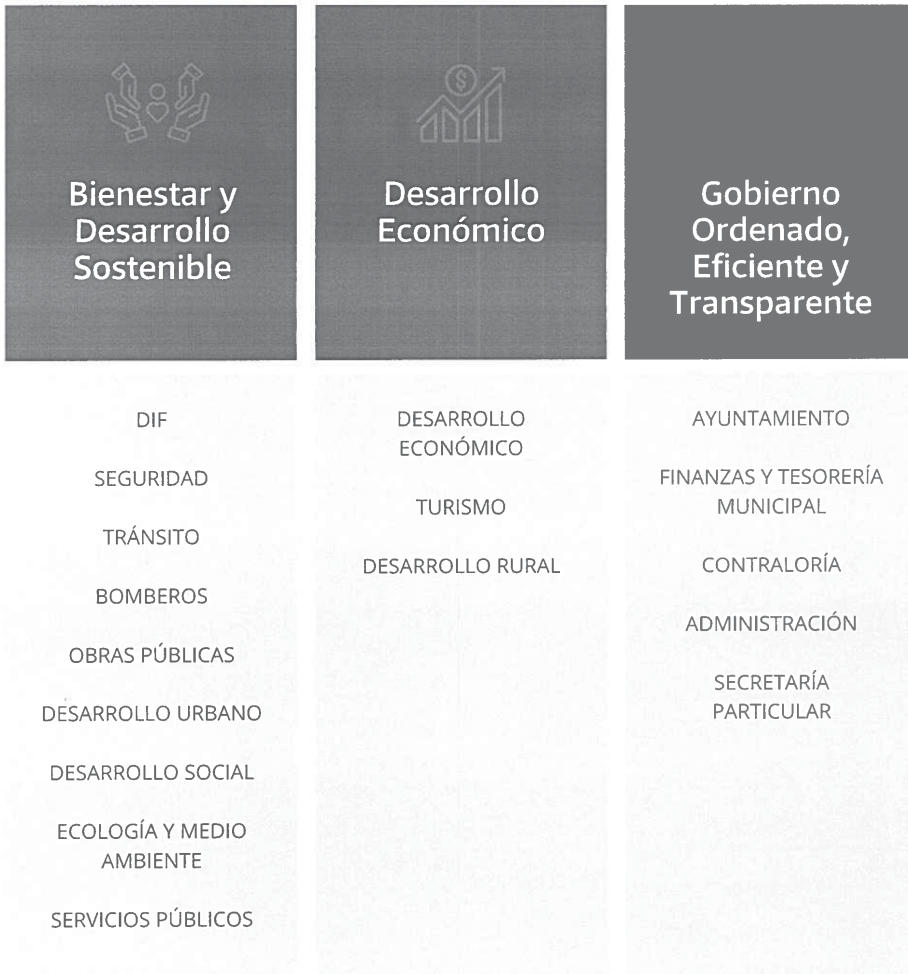 Bienestar y
Desarrollo
Sostenible
DIF
SEGURIDAD
TRÁNSITO
BOMBEROS
OBRAS PÚBLICAS
DESARROLLO URBANO
DESARROLLO SOCIAL
ECOLOGÍA Y MEDIO
AMBIENTE
SERVICIOS PÚBLICOS
Desarrollo
Económico
DESARROLLO
ECONÓMICO
TURISMO
DESARROLLO RURAL
Gobierno
Ordenado,
Eficiente y
Transparente
AYUNTAMIENTO
FINANZAS Y TESORERÍA
MUNICIPAL
CONTRALORÍA
ADMINISTRACIÓN
SECRETARÍA
PARTICULAR